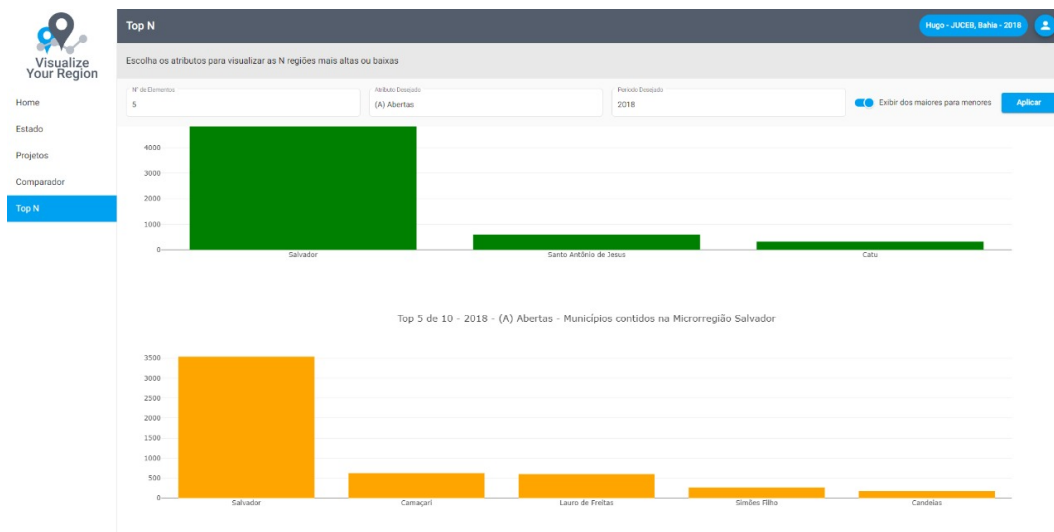 Visualize
Your Region
Home
Estado
Projetos
Comparador
Top N
Top N
Hugo - JUCEB, Bahia - 2018
Escolha os atributos para visualizar as N regiões mais altas ou baixas
N° de Elementos
5
Atributo Desejado
(A) Abertas
Período Desejado
2018
Exibir dos maiores para menores
Aplicar
4000
3000
2000
1000
0
Salvador
Santo Antônio de Jesus
Catu
Top 5 de 10 - 2018 - (A) Abertas - Municípios contidos na Microrregião Salvador
3500
3000
2500
2000
1500
1000
500
0
Salvador
Camaçari
Lauro de Freitas
Simões Filho
Candeias